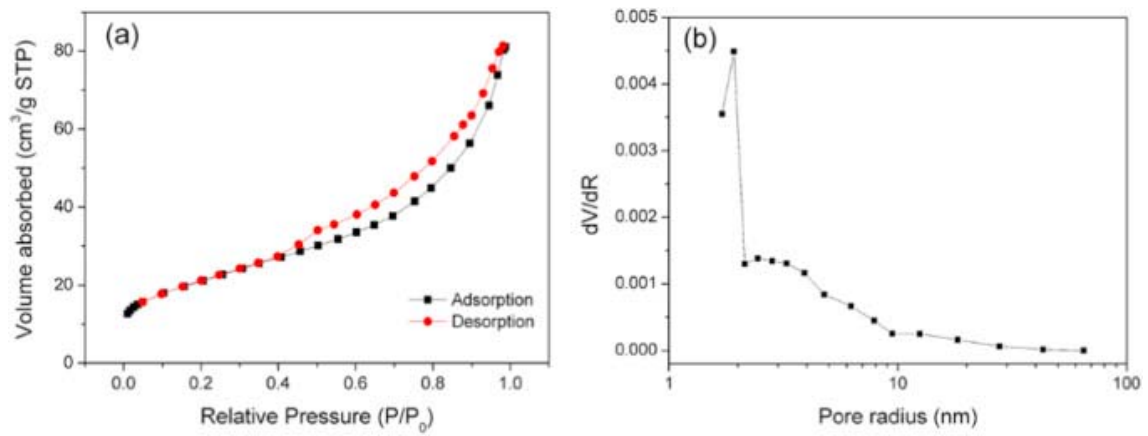 (a)
Volume absorbed (cm³/g STP)
80
60
40
20
0
0.0 0.2 0.4 0.6 0.8 1.0
Relative Pressure (P/P₀)
Adsorption
Desorption
(b)
dV/dR
0.005
0.004
0.003
0.002
0.001
0.000
1 10 100
Pore radius (nm)